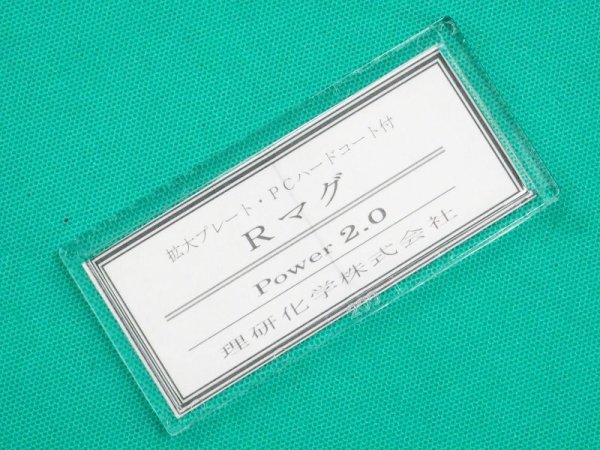 拡大プレート・PCハードコート付
Rマグ
Power 2.0
理研化学株式会社